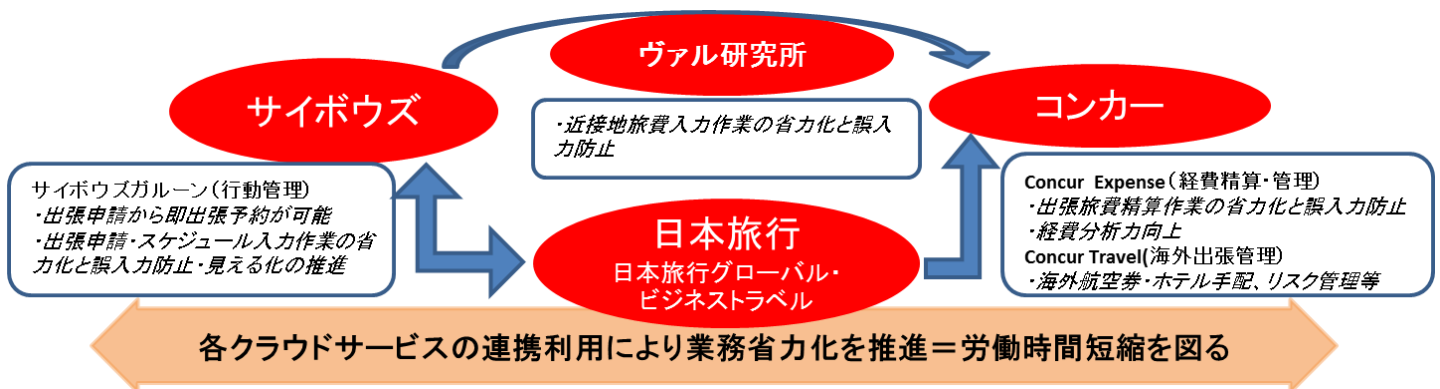 ヴァル研究所
サイボウズ
コンカー
・近接地旅費入力作業の省力化と誤入
力防止
サイボウズガルーン（行動管理）
・出張申請から即出張予約が可能
・出張申請・スケジュール入力作業の省
力化と誤入力防止・見える化の推進
日本旅行
日本旅行グローバル・
ビジネストラベル
Concur Expense（経費精算・管理）
・出張旅費精算作業の省力化と誤入力防止
・経費分析力向上
Concur Travel(海外出張管理)
・海外航空券・ホテル手配、リスク管理等
各クラウドサービスの連携利用により業務省力化を推進＝労働時間短縮を図る